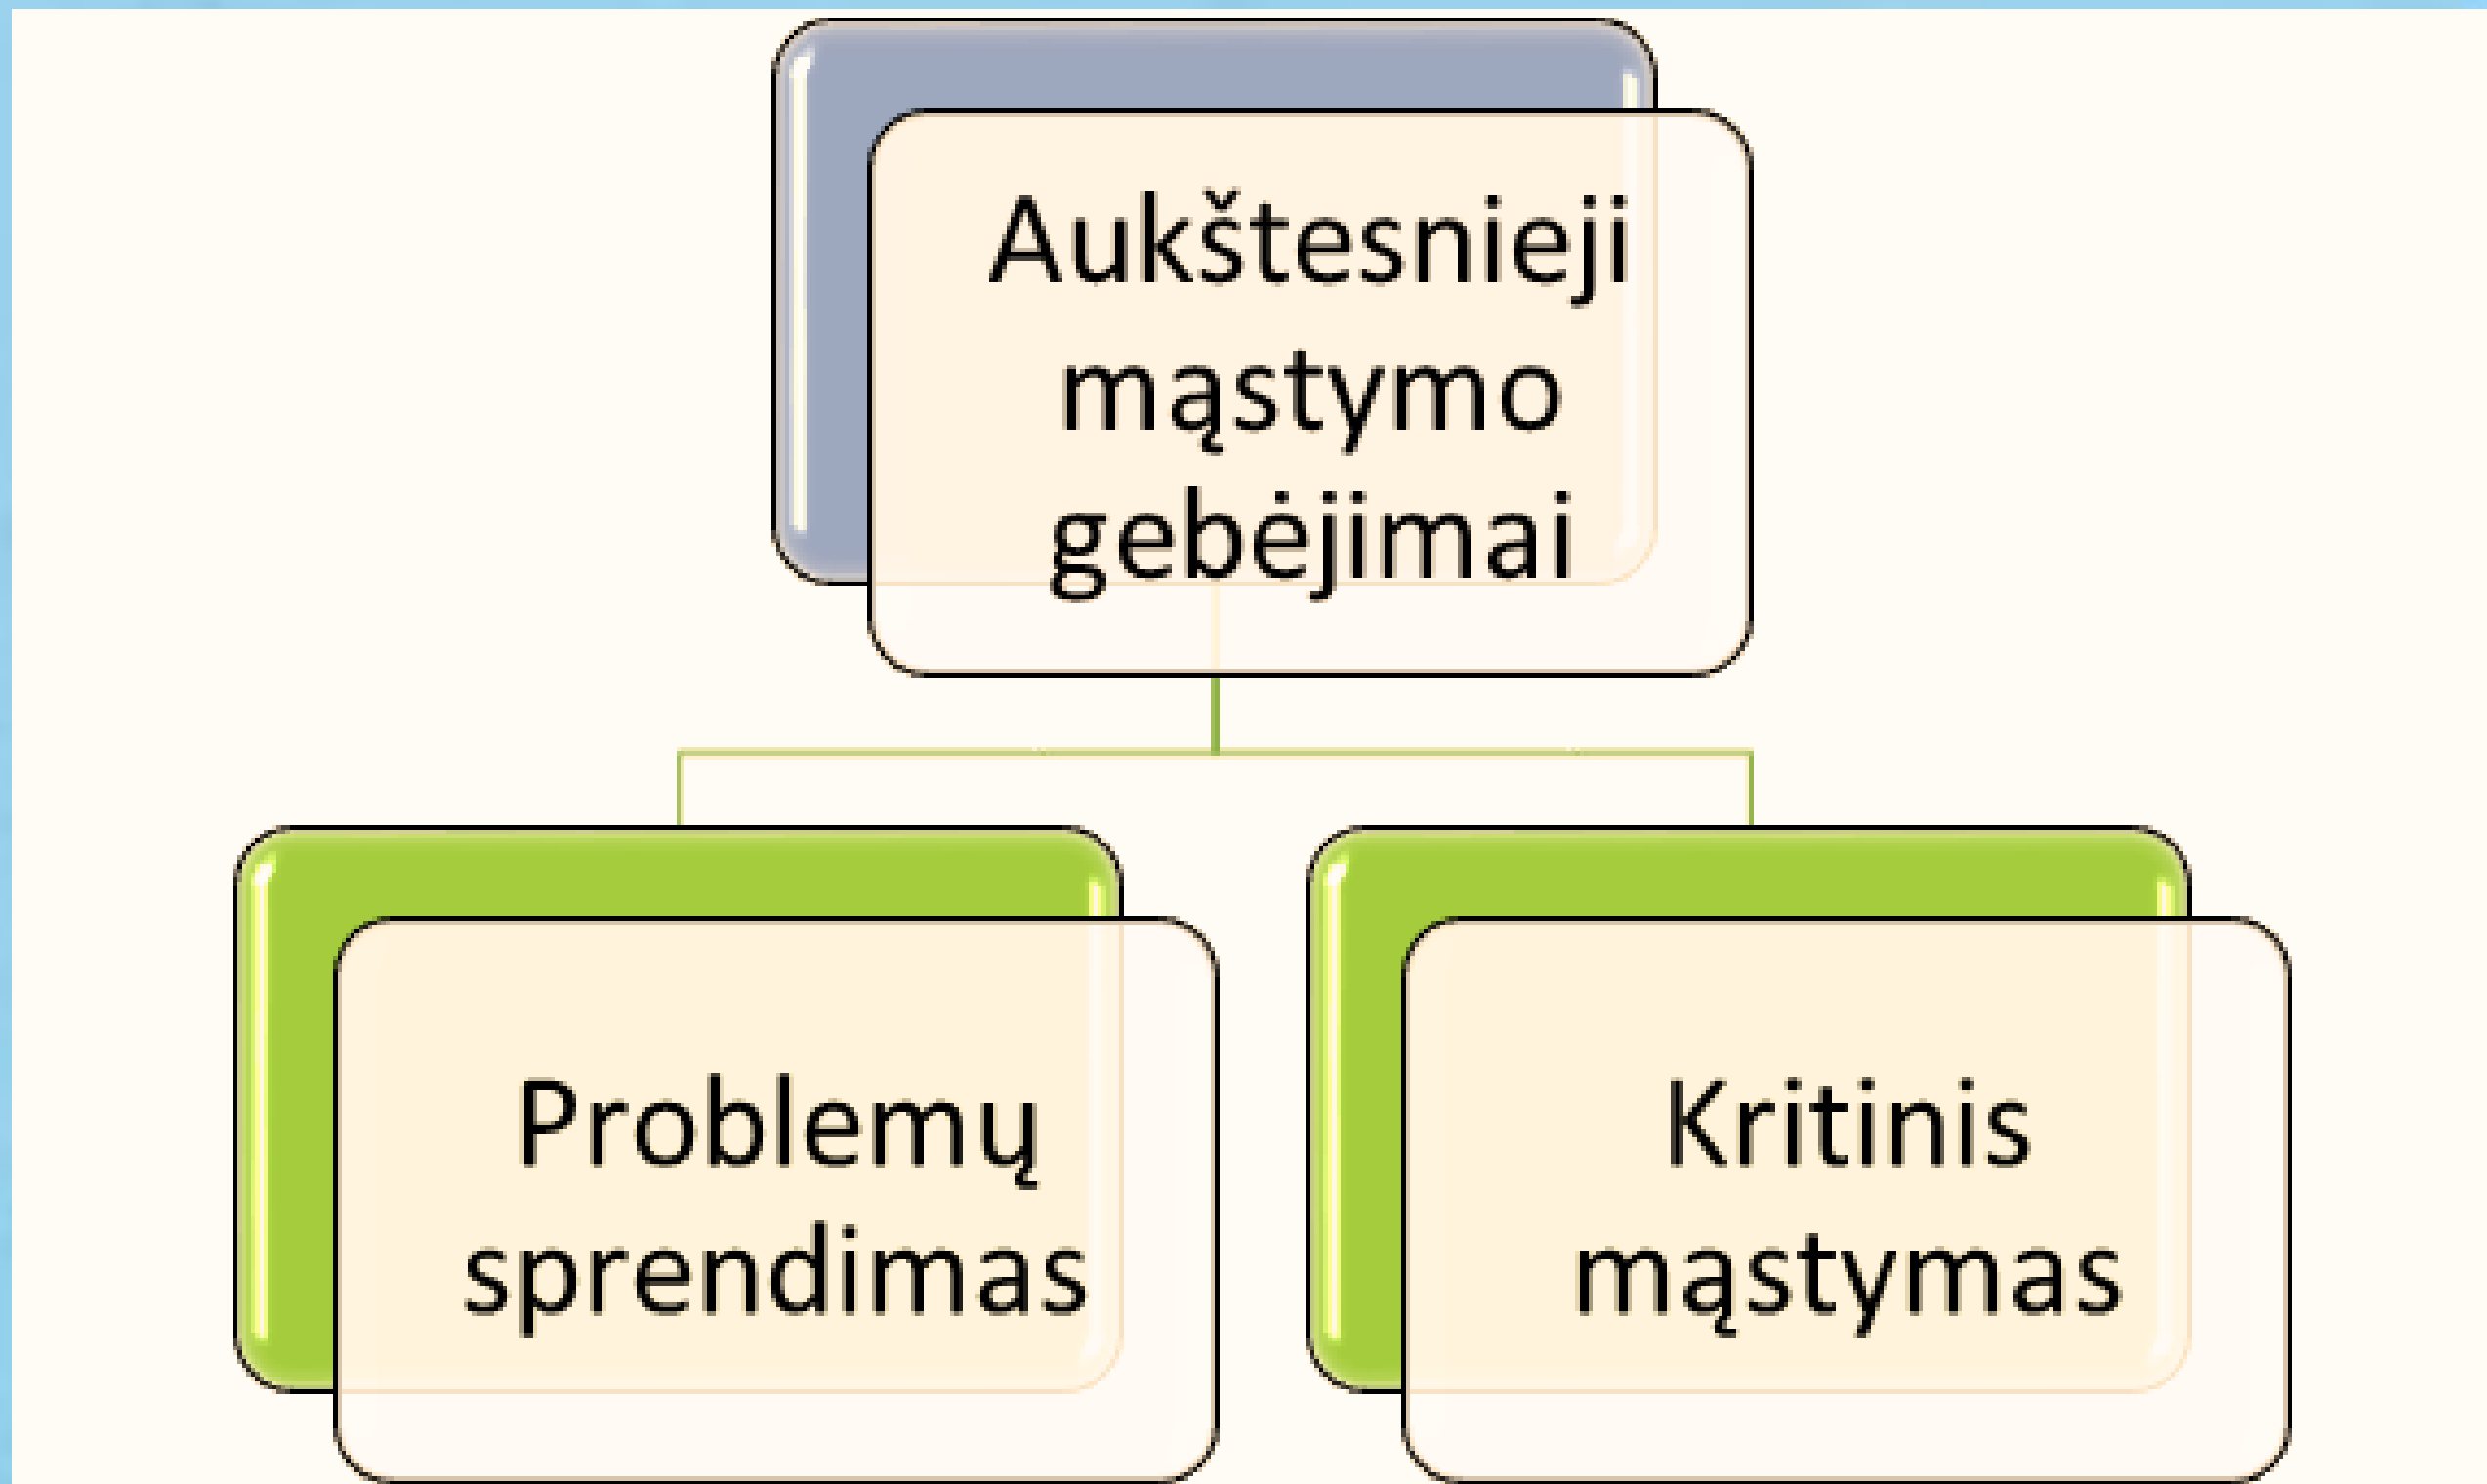 Aukštesnieji
mąstymo
gebėjimai
Problemų
sprendimas
Kritinis
mąstymas